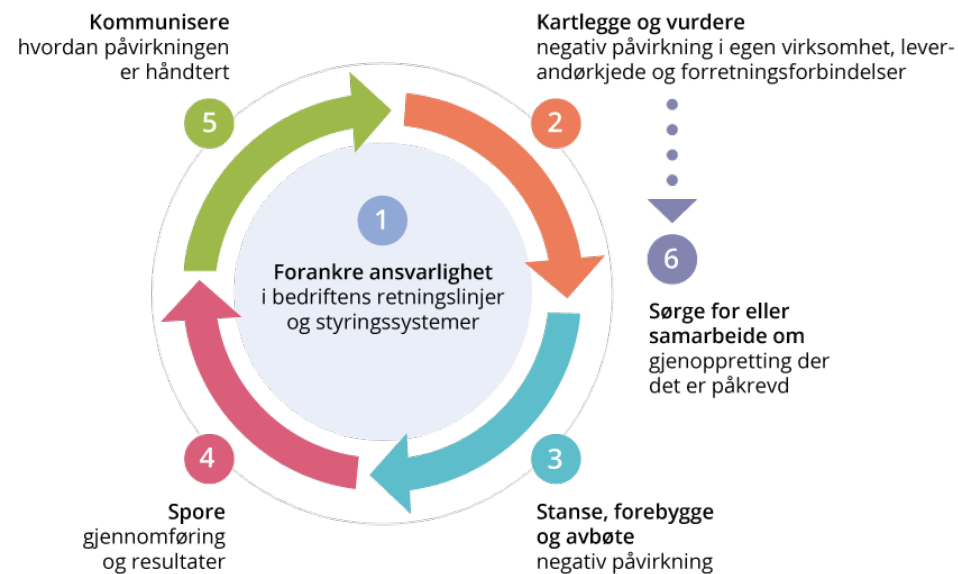 Kommunisere
hvordan påvirkningen
er håndtert
5
Kartlegge og vurdere
negativ påvirkning i egen virksomhet, lever-
andørkjede og forretningsforbindelser
2
1
Forankre ansvarlighet
i bedriftens retningslinjer
og styringssystemer
6
Sørge for eller
samarbeide om
gjenoppretting der
det er påkrevd
4
Spore
gjennomføring
og resultater
3
Stanse, forebygge
og avbøte
negativ påvirkning